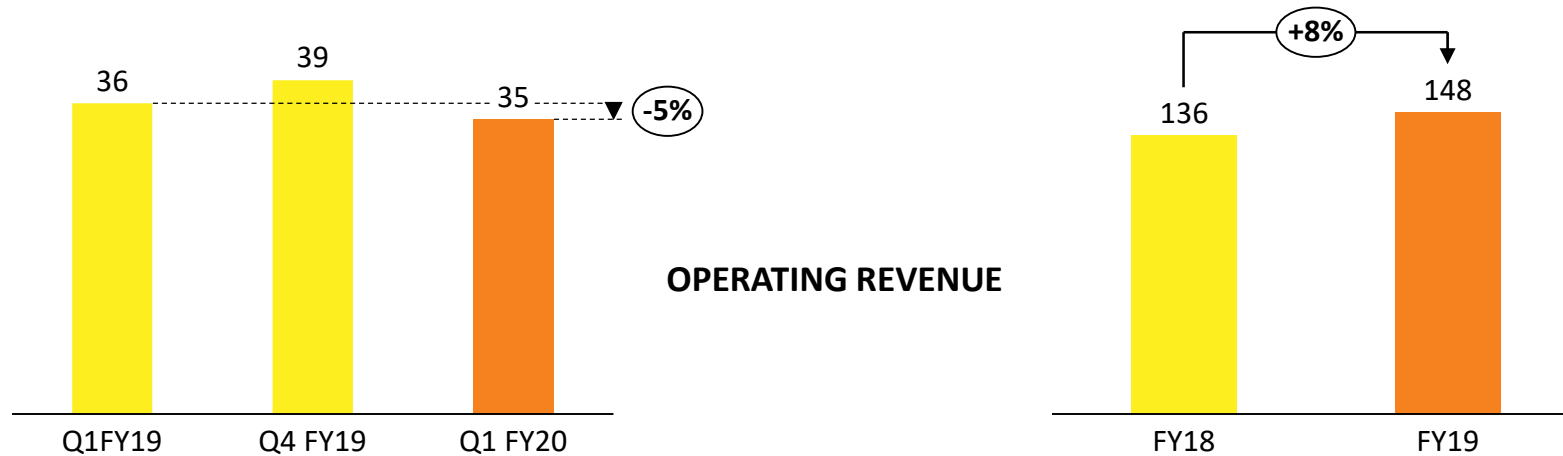 36
39
35
-5%
Q1FY19
Q4 FY19
Q1 FY20
OPERATING REVENUE
+8%
136
148
FY18
FY19